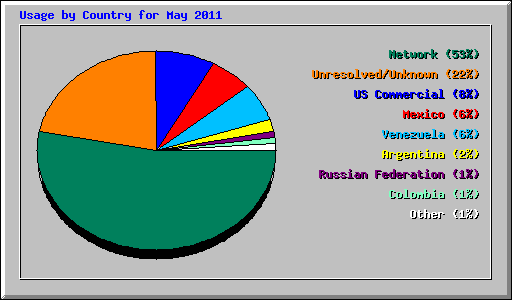 Usage by Country for May 2011
Network (53%)
Unresolved/Unknown (22%)
US Commercial (8%)
Mexico (6%)
Venezuela (6%)
Argentina (2%)
Russian Federation (1%)
Colombia (1%)
Other (1%)